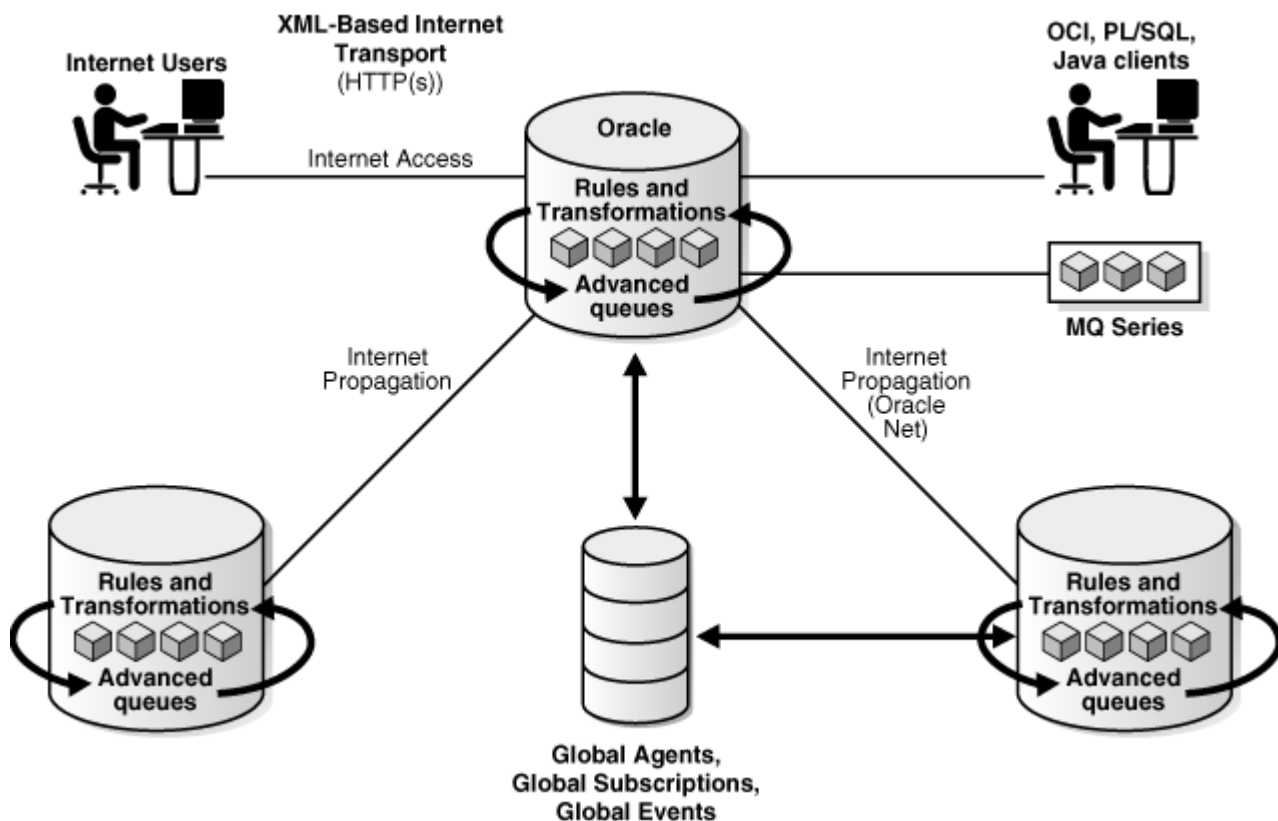 XML-Based Internet
Transport
(HTTP(s))
Internet Users
OCI, PL/SQL,
Java clients
Oracle
Internet Access
Rules and
Transformations
Advanced
queues
MQ Series
Internet
Propagation
Internet
Propagation
(Oracle
Net)
Rules and
Transformations
Advanced
queues
Rules and
Transformations
Advanced
queues
Global Agents,
Global Subscriptions,
Global Events